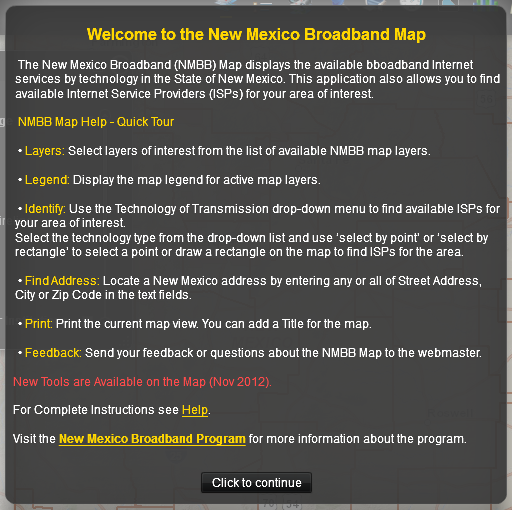 Welcome to the New Mexico Broadband Map
The New Mexico Broadband (NMBB) Map displays the available bboadband Internet
services by technology in the State of New Mexico. This application also allows you to find
available Internet Service Providers (ISPs) for your area of interest.
NMBB Map Help - Quick Tour
• Layers: Select layers of interest from the list of available NMBB map layers.
• Legend: Display the map legend for active map layers.
• Identify: Use the Technology of Transmission drop-down menu to find available ISPs for
your area of interest.
Select the technology type from the drop-down list and use 'select by point' or 'select by
rectangle' to select a point or draw a rectangle on the map to find ISPs for the area.
• Find Address: Locate a New Mexico address by entering any or all of Street Address,
City or Zip Code in the text fields.
• Print: Print the current map view. You can add a Title for the map.
• Feedback: Send your feedback or questions about the NMBB Map to the webmaster.
New Tools are Available on the Map (Nov 2012).
For Complete Instructions see Help.
Visit the New Mexico Broadband Program for more information about the program.
Click to continue